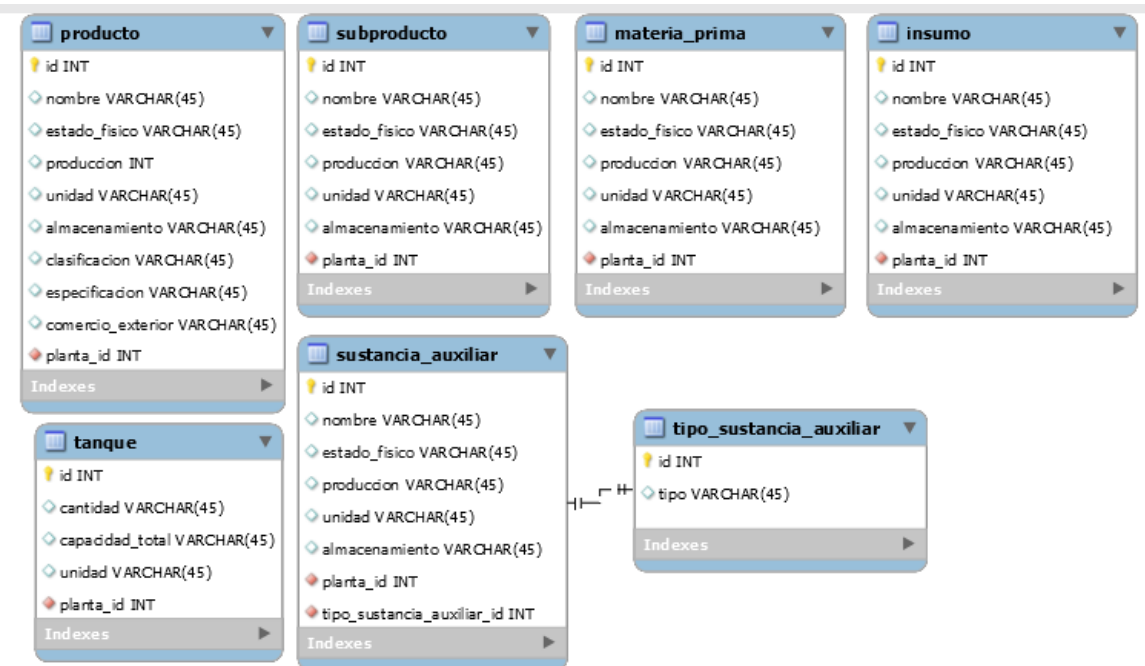 producto
id INT
nombre VARCHAR(45)
estado_fisico VARCHAR(45)
produccion INT
unidad VARCHAR(45)
almacenamiento VARCHAR(45)
clasificacion VARCHAR(45)
especificacion VARCHAR(45)
comercio_exterior VARCHAR(45)
planta_id INT
Indexes
subproducto
id INT
nombre VARCHAR(45)
estado_fisico VARCHAR(45)
produccion VARCHAR(45)
unidad VARCHAR(45)
almacenamiento VARCHAR(45)
planta_id INT
Indexes
materia_prima
id INT
nombre VARCHAR(45)
estado_fisico VARCHAR(45)
produccion VARCHAR(45)
unidad VARCHAR(45)
almacenamiento VARCHAR(45)
planta_id INT
Indexes
insumo
id INT
nombre VARCHAR(45)
estado_fisico VARCHAR(45)
produccion VARCHAR(45)
unidad VARCHAR(45)
almacenamiento VARCHAR(45)
planta_id INT
Indexes
tanque
id INT
cantidad VARCHAR(45)
capacidad_total VARCHAR(45)
unidad VARCHAR(45)
planta_id INT
Indexes
sustancia_auxiliar
id INT
nombre VARCHAR(45)
estado_fisico VARCHAR(45)
produccion VARCHAR(45)
unidad VARCHAR(45)
almacenamiento VARCHAR(45)
planta_id INT
tipo_sustancia_auxiliar_id INT
Indexes
tipo_sustancia_auxiliar
id INT
tipo VARCHAR(45)
Indexes